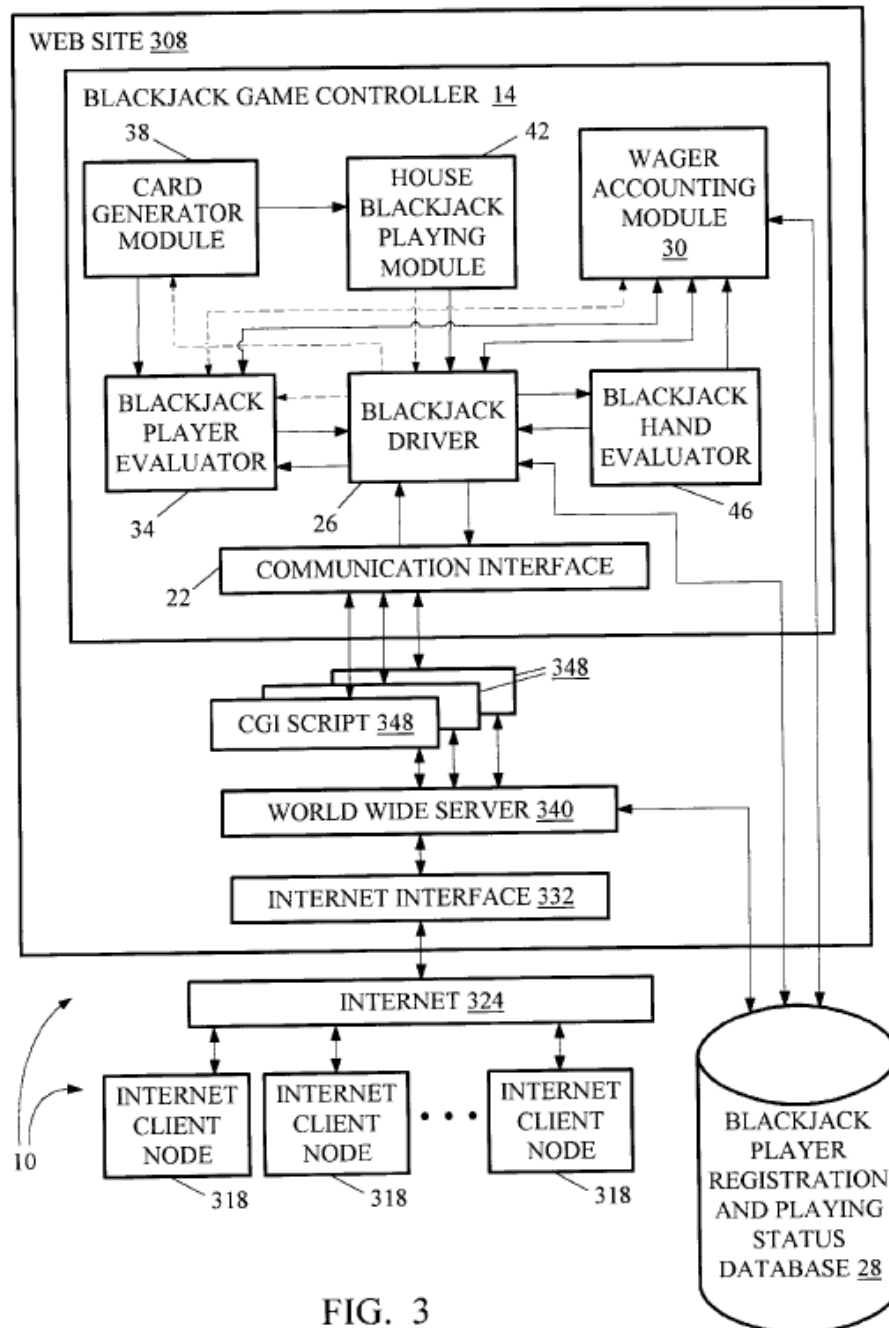 WEB SITE 308
BLACKJACK GAME CONTROLLER 14
38
42
CARD
GENERATOR
MODULE
HOUSE
BLACKJACK
PLAYING
MODULE
WAGER
ACCOUNTING
MODULE
30
BLACKJACK
PLAYER
EVALUATOR
BLACKJACK
DRIVER
BLACKJACK
HAND
EVALUATOR
34
26
46
22
COMMUNICATION INTERFACE
348
CGI SCRIPT 348
WORLD WIDE SERVER 340
INTERNET INTERFACE 332
INTERNET 324
INTERNET
CLIENT
NODE
INTERNET
CLIENT
NODE
• • •
INTERNET
CLIENT
NODE
10
318
318
318
BLACKJACK
PLAYER
REGISTRATION
AND PLAYING
STATUS
DATABASE 28
FIG. 3